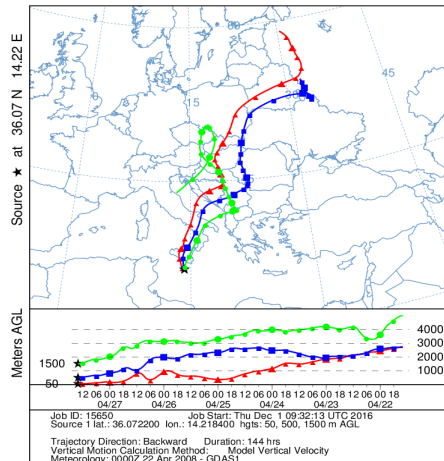 Source ★ at 36.07 N 14.22 E
45
15
0
Meters AGL
4000
3000
2000
1000
1500
50
12 06 00 18 12 06 00 18 12 06 00 18 12 06 00 18 12 06 00 18 12 06 00 18
04/27 04/26 04/25 04/24 04/23 04/22
Job ID: 15650 Job Start: Thu Dec 1 09:32:13 UTC 2016
Source 1 lat.: 36.072200 lon.: 14.218400 hgts: 50, 500, 1500 m AGL
Trajectory Direction: Backward Duration: 144 hrs
Vertical Motion Calculation Method: Model Vertical Velocity
Meteorology: 0000Z 22 Apr 2008 - GDAS1